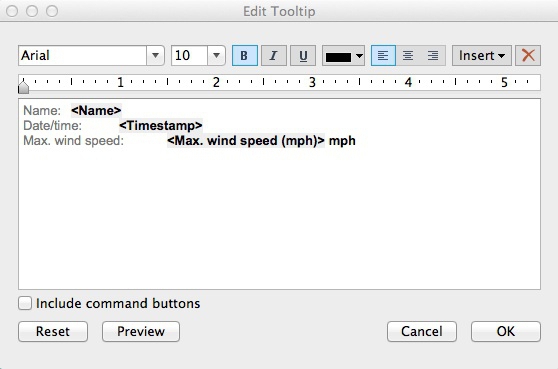 Edit Tooltip
Arial 10 B I U Insert
1 2 3 4 5
Name: <Name>
Date/time: <Timestamp>
Max. wind speed: <Max. wind speed (mph)> mph
Include command buttons
Reset Preview Cancel OK